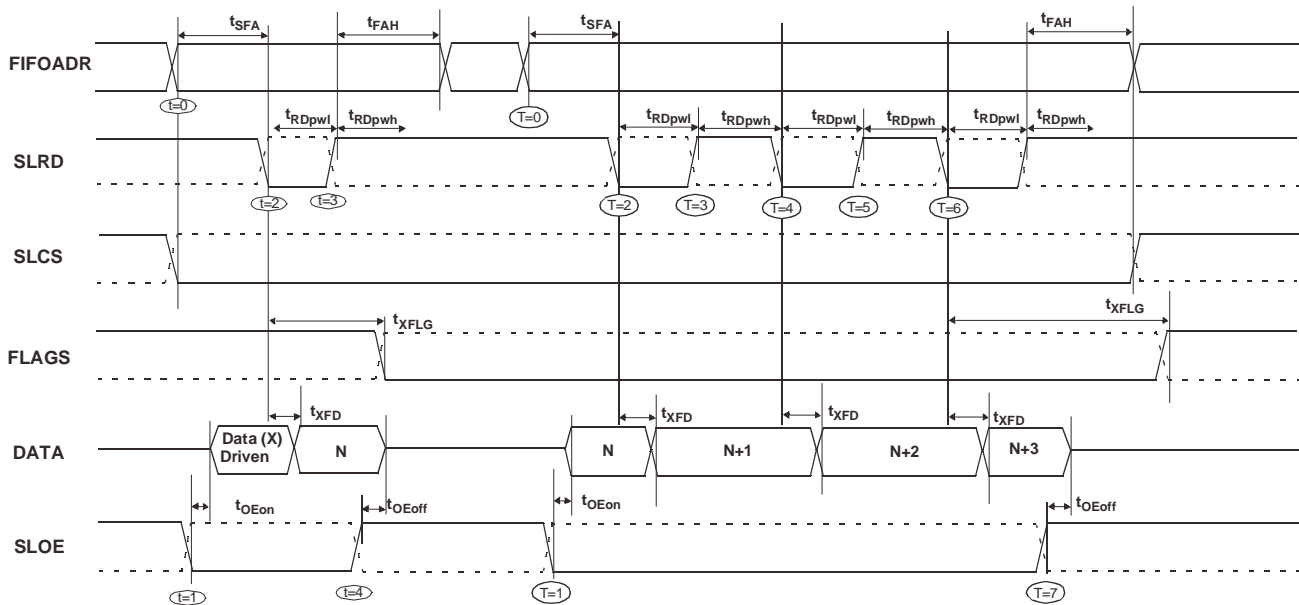 tSFA tFAH tSFA tFAH
FIFOADR
t=0 T=0
tRDpwl tRDpwh tRDpwl tRDpwh tRDpwl tRDpwh tRDpwl tRDpwh
SLRD
t=2 t=3 T=2 T=3 T=4 T=5 T=6
SLCS
tXFLG tXFLG
FLAGS
tXFD tXFD tXFD tXFD
DATA
Data (X)
Driven
N N N+1 N+2 N+3
tOEon tOEoff tOEon tOEoff
SLOE
t=1 t=4 T=1 T=7